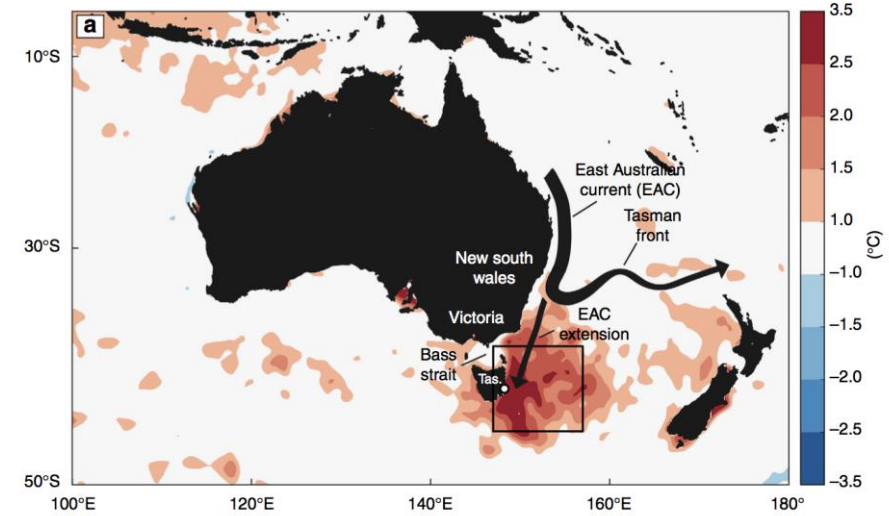 a
10°S
30°S
50°S
100°E
120°E
140°E
160°E
180°
East Australian
current (EAC)
Tasman
front
New south
wales
Victoria
EAC
extension
Bass
strait
Tas.
3.5
2.5
2.0
1.5
1.0
−1.0
−1.5
−2.0
−2.5
−3.5
(°C)